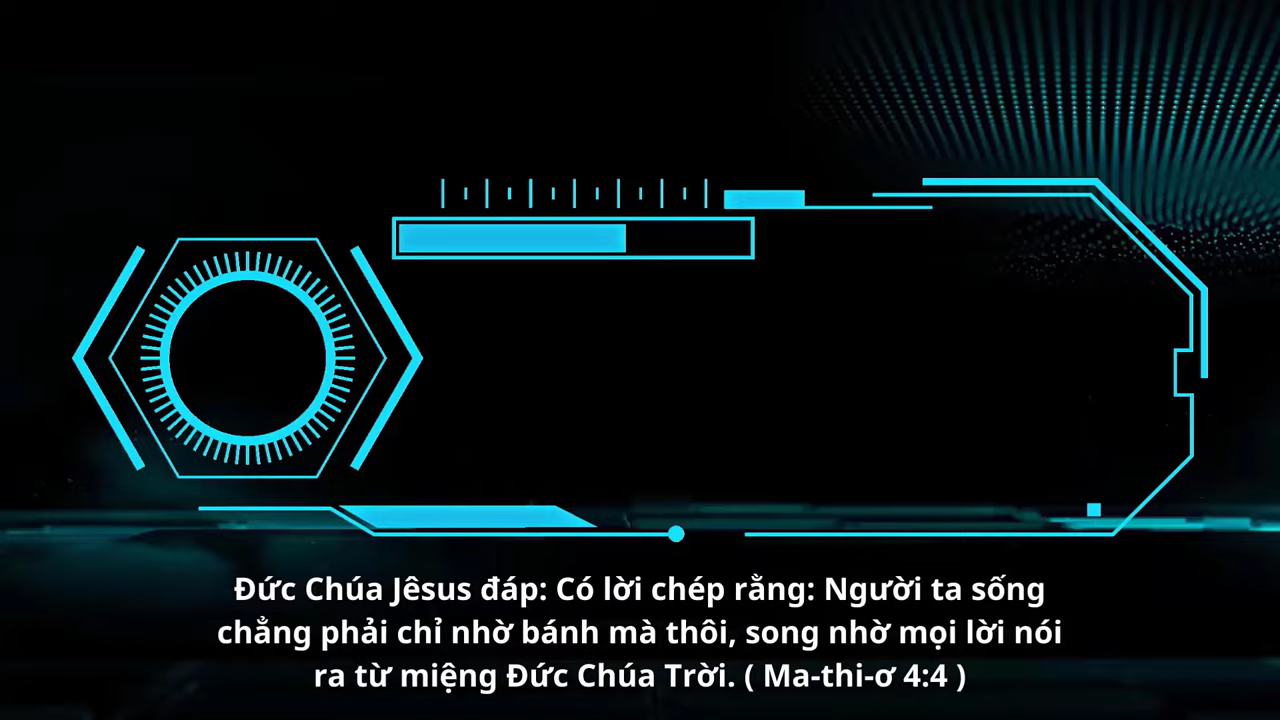 Đức Chúa Jêsus đáp: Có lời chép rằng: Người ta sống
chẳng phải chỉ nhờ bánh mà thôi, song nhờ mọi lời nói
ra từ miệng Đức Chúa Trời. ( Ma-thi-ơ 4:4 )